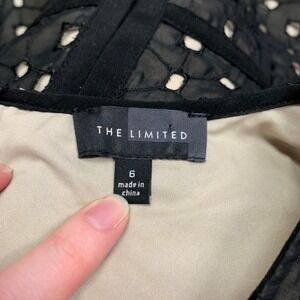 THE LIMITED
6
made in
china